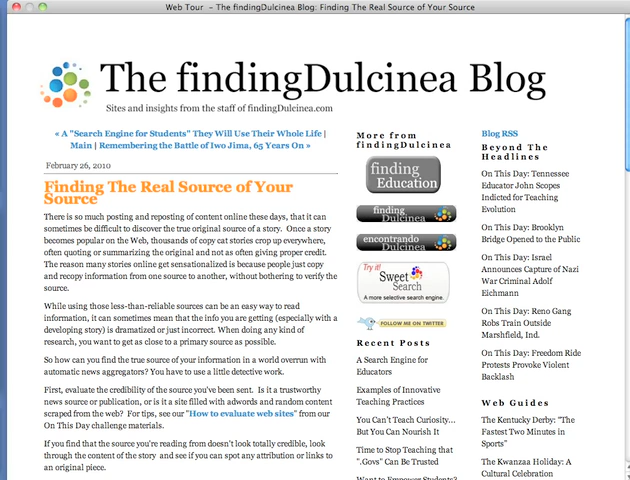 Web Tour - The findingDulcinea Blog: Finding The Real Source of Your Source
The findingDulcinea Blog
Sites and insights from the staff of findingDulcinea.com
« A "Search Engine for Students" They Will Use Their Whole Life |
Main | Remembering the Battle of Iwo Jima, 65 Years On »
February 26, 2010
Finding The Real Source of Your
Source
There is so much posting and reposting of content online these days, that it can
sometimes be difficult to discover the true original source of a story. Once a story
becomes popular on the Web, thousands of copy cat stories crop up everywhere,
often quoting or summarizing the original and not as often giving proper credit.
The reason many stories online get sensationalized is because people just copy
and recopy information from one source to another, without bothering to verify the
source.
While using those less-than-reliable sources can be an easy way to read
information, it can sometimes mean that the info you are getting (especially with a
developing story) is dramatized or just incorrect. When doing any kind of
research, you want to get as close to a primary source as possible.
So how can you find the true source of your information in a world overrun with
automatic news aggregators? You have to use a little detective work.
First, evaluate the credibility of the source you've been sent. Is it a trustworthy
news source or publication, or is it a site filled with adwords and random content
scraped from the web? For tips, see our "How to evaluate web sites" from our
On This Day challenge materials.
If you find that the source you're reading from doesn't look totally credible, look
through the content of the story and see if you can spot any attribution or links to
an original piece.
More from
findingDulcinea
finding
Education
finding
Dulcinea
encontrando
Dulcinea
Try it!
Sweet
Search
A more selective search engine.
FOLLOW ME ON TWITTER
Recent Posts
A Search Engine for
Educators
Examples of Innovative
Teaching Practices
You Can't Teach Curiosity...
But You Can Nourish It
Time to Stop Teaching that
".Govs" Can Be Trusted
Want to Empower Students?
Blog RSS
Beyond The
Headlines
On This Day: Tennessee
Educator John Scopes
Indicted for Teaching
Evolution
On This Day: Brooklyn
Bridge Opened to the Public
On This Day: Israel
Announces Capture of Nazi
War Criminal Adolf
Eichmann
On This Day: Reno Gang
Robs Train Outside
Marshfield, Ind.
On This Day: Freedom Ride
Protests Provoke Violent
Backlash
Web Guides
The Kentucky Derby: "The
Fastest Two Minutes in
Sports"
The Kwanzaa Holiday: A
Cultural Celebration